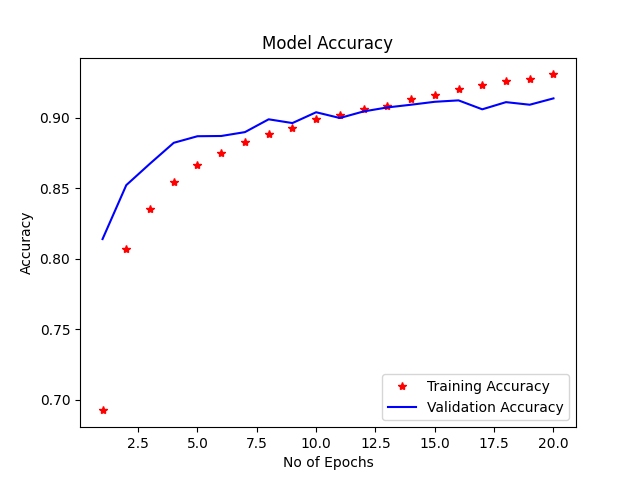 Model Accuracy
Accuracy
0.90
0.85
0.80
0.75
0.70
Training Accuracy
Validation Accuracy
2.5 5.0 7.5 10.0 12.5 15.0 17.5 20.0
No of Epochs